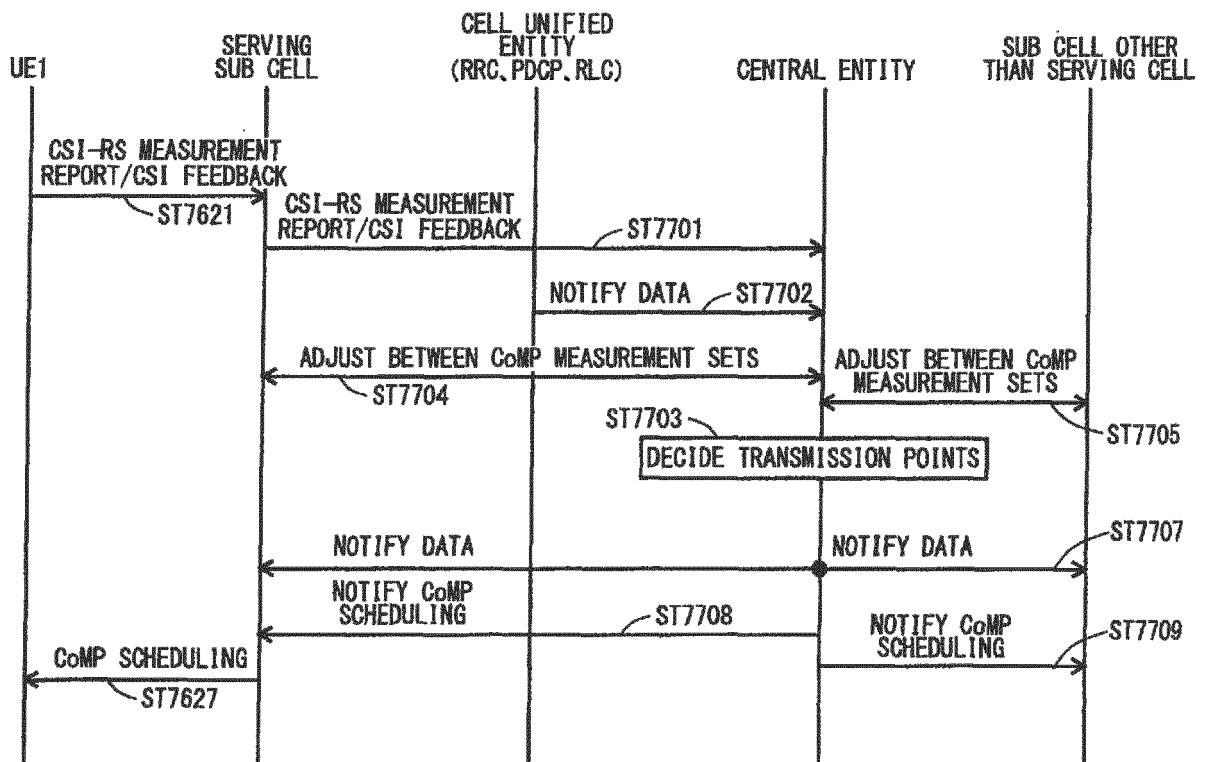 UE1
SERVING
SUB CELL
CELL UNIFIED
ENTITY
(RRC、PDCP、RLC)
CENTRAL ENTITY
SUB CELL OTHER
THAN SERVING CELL
CSI-RS MEASUREMENT
REPORT/CSI FEEDBACK
ST7621
CSI-RS MEASUREMENT
REPORT/CSI FEEDBACK
ST7701
NOTIFY DATA
ST7702
ADJUST BETWEEN CoMP MEASUREMENT SETS
ST7704
ADJUST BETWEEN CoMP
MEASUREMENT SETS
ST7705
ST7703
DECIDE TRANSMISSION POINTS
NOTIFY DATA
NOTIFY DATA
ST7707
NOTIFY CoMP
SCHEDULING
ST7708
NOTIFY CoMP
SCHEDULING
ST7709
CoMP SCHEDULING
ST7627